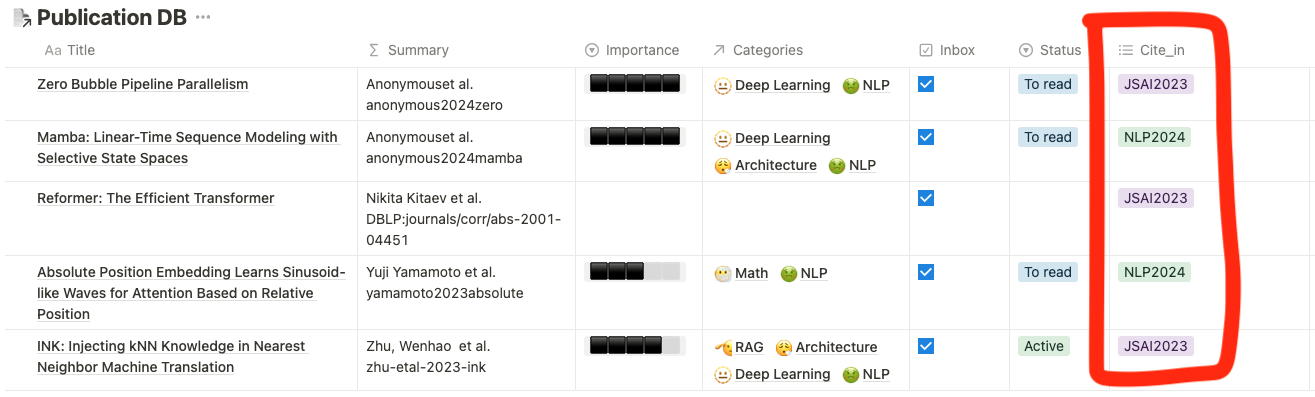 Publication DB
Aa Title
Summary
Importance
Categories
Inbox
Status
Cite_in
Zero Bubble Pipeline Parallelism
Anonymouset al.
anonymous2024zero
Deep Learning NLP
To read
JSAI2023
Mamba: Linear-Time Sequence Modeling with
Selective State Spaces
Anonymouset al.
anonymous2024mamba
Deep Learning
Architecture NLP
To read
NLP2024
Reformer: The Efficient Transformer
Nikita Kitaev et al.
DBLP:journals/corr/abs-2001-
04451
JSAI2023
Absolute Position Embedding Learns Sinusoid-
like Waves for Attention Based on Relative
Position
Yuji Yamamoto et al.
yamamoto2023absolute
Math NLP
To read
NLP2024
INK: Injecting kNN Knowledge in Nearest
Neighbor Machine Translation
Zhu, Wenhao et al.
zhu-etal-2023-ink
RAG Architecture
Deep Learning NLP
Active
JSAI2023